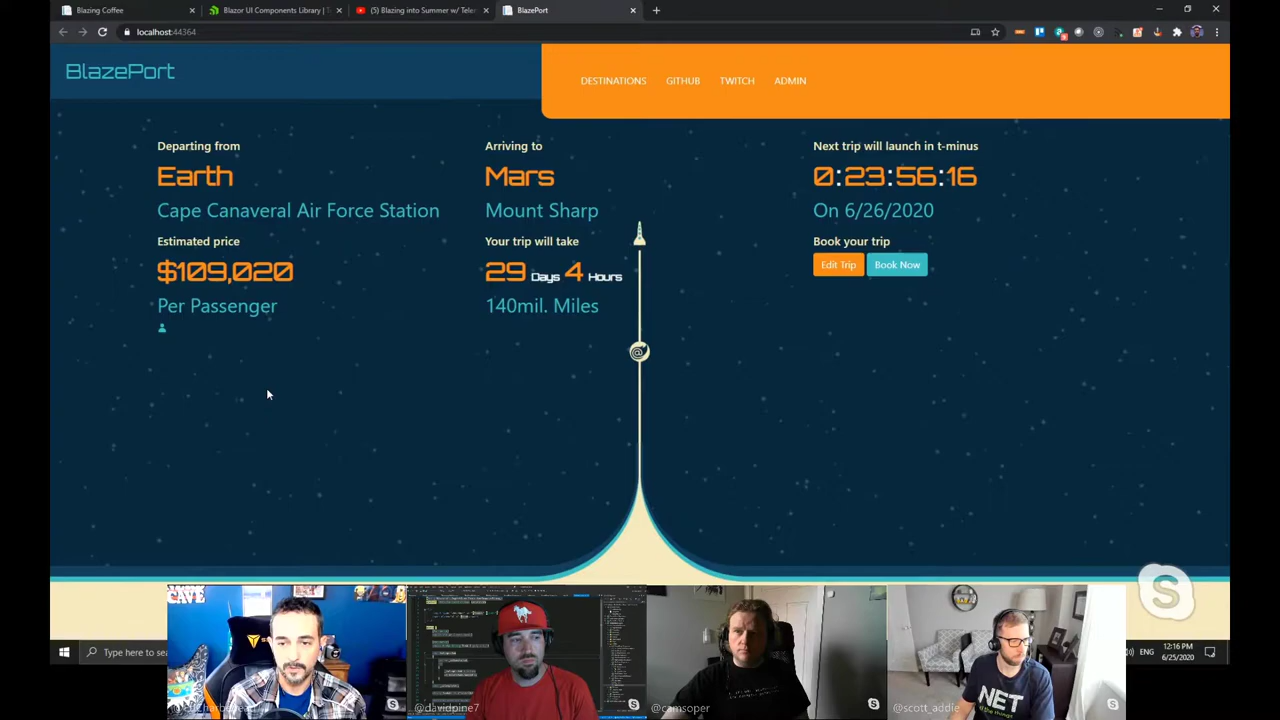 Blazing Coffee
Blazor UI Components Library | T
(5) Blazing into Summer w/ Teler
BlazePort
localhost:44364
BlazePort
DESTINATIONS
GITHUB
TWITCH
ADMIN
Departing from
Earth
Cape Canaveral Air Force Station
Estimated price
$109,020
Per Passenger
Arriving to
Mars
Mount Sharp
Your trip will take
29 Days 4 Hours
140mil. Miles
Next trip will launch in t-minus
0:23:56:16
On 6/26/2020
Book your trip
Edit Trip
Book Now
S
CAVE
.NET
@davidpine7
@camsoper
@scott_addie
Type here to sea
ENG
12:16 PM
6/25/2020